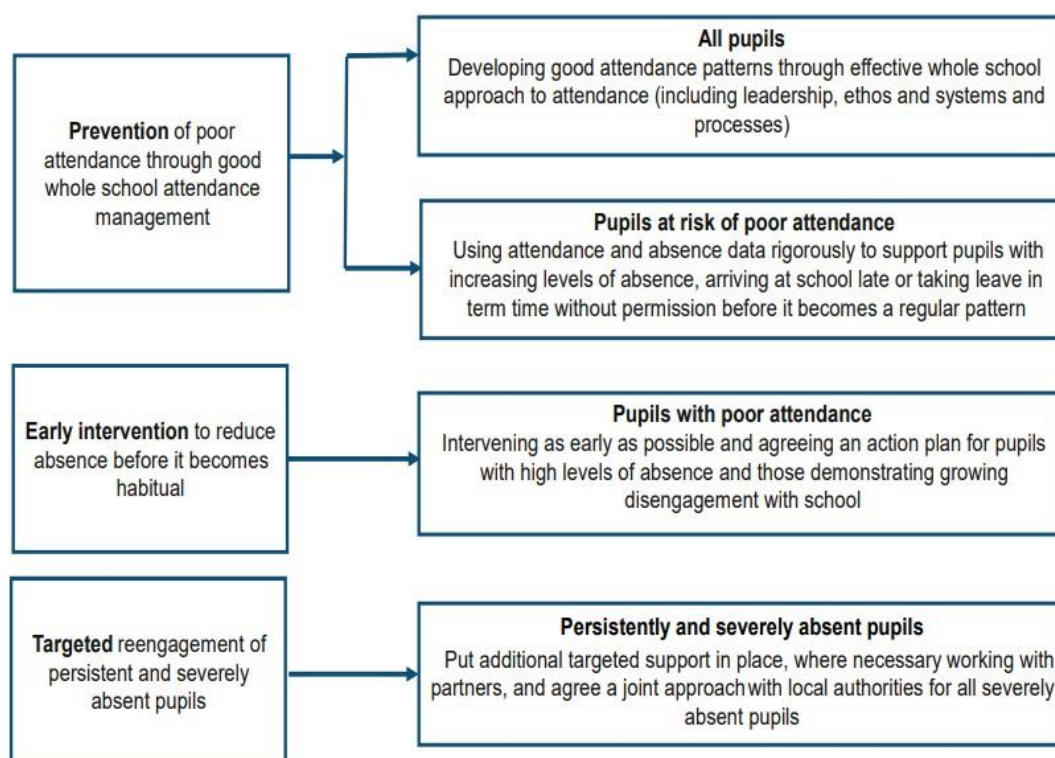 Prevention of poor
attendance through good
whole school attendance
management
All pupils
Developing good attendance patterns through effective whole school
approach to attendance (including leadership, ethos and systems and
processes)
Pupils at risk of poor attendance
Using attendance and absence data rigorously to support pupils with
increasing levels of absence, arriving at school late or taking leave in
term time without permission before it becomes a regular pattern
Early intervention to reduce
absence before it becomes
habitual
Pupils with poor attendance
Intervening as early as possible and agreeing an action plan for pupils
with high levels of absence and those demonstrating growing
disengagement with school
Targeted reengagement of
persistent and severely
absent pupils
Persistently and severely absent pupils
Put additional targeted support in place, where necessary working with
partners, and agree a joint approach with local authorities for all severely
absent pupils